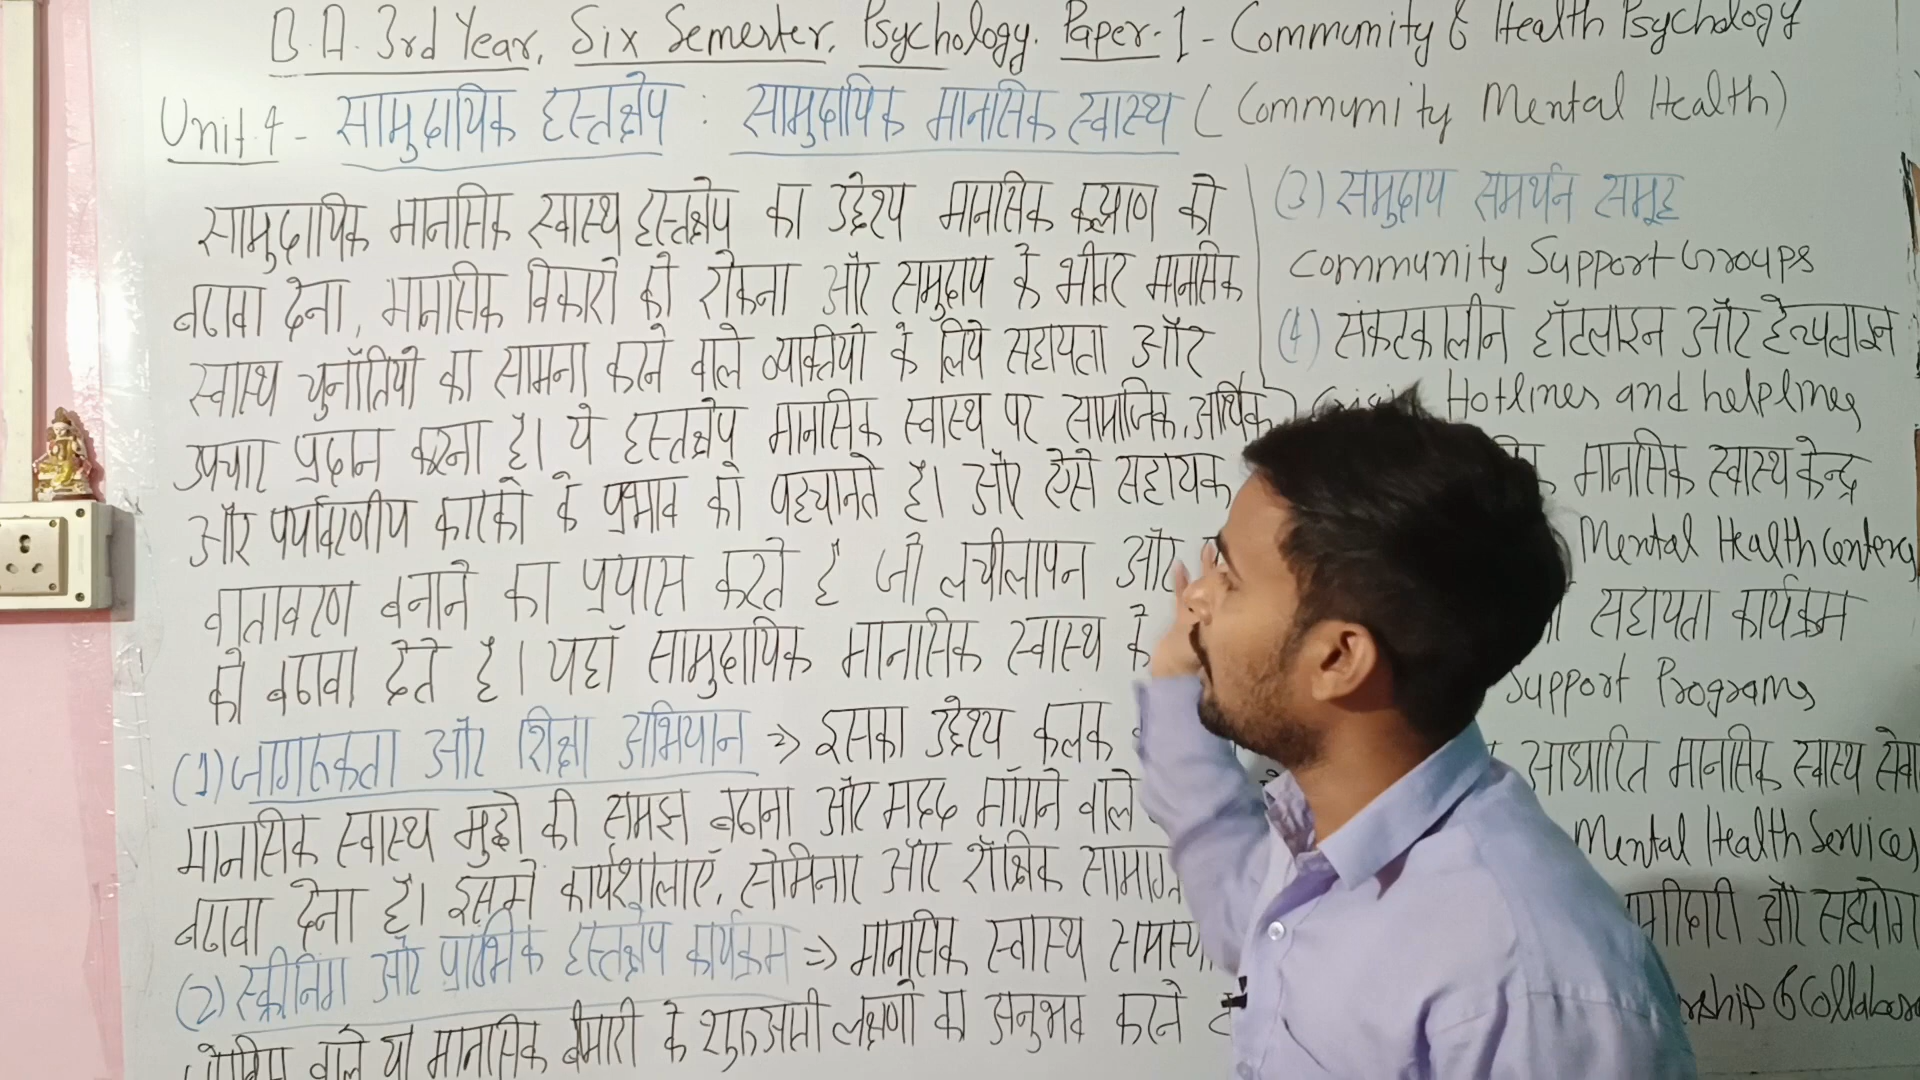 B.A. 3rd Year, Six Semester, Psychology. Paper-1 - Community & Health Psychology
Unit.4 - सामुदायिक हस्तक्षेप : सामुदायिक मानसिक स्वास्थ्य (Community Mental Health)
सामुदायिक मानसिक स्वास्थ्य हस्तक्षेप का उद्देश्य मानसिक कल्याण को
बढावा देना, मानसिक विकारो को रोकना और समुदाय के भीतर मानसिक
स्वास्थ्य चुनौतियो का सामना करने वाले व्यक्तियो के लिये सहायता और
उपचार प्रदान करना है। ये हस्तक्षेप मानसिक स्वास्थ्य पर सामाजिक, आर्थिक
और पर्यावरणीय कारको के प्रभाव को पहचानते है। और ऐसे सहायक
वातावरण बनाने का प्रयास करते है जो लचीलापन और
को बढावा देते है। यहाँ सामुदायिक मानसिक स्वास्थ्य के
(1) जागरूकता और शिक्षा अभियान => इसका उद्देश्य कलंक
मानसिक स्वास्थ्य मुद्दो की समझ बढाना और मदद माँगने वाले
बढावा देना है। इसमें कार्यशालाएँ, सेमिनार और शैक्षिक
(2) स्क्रीनिंग और प्रारम्भिक हस्तक्षेप कार्यक्रम => मानसिक स्वास्थ्य
वाले या मानसिक बीमारी के शुरुआती लक्षणो का अनुभव करने
(3) समुदाय समर्थन समूह
Community Support Groups
(4) संकटकालीन हॉटलाइन और हेल्पलाइन
Hotlines and helplines
मानसिक स्वास्थ्य केन्द्र
Mental Health Centers
सहायता कार्यक्रम
Support Programs
आधारित मानसिक स्वास्थ्य सेवा
Mental Health Services
और सहयोग
&